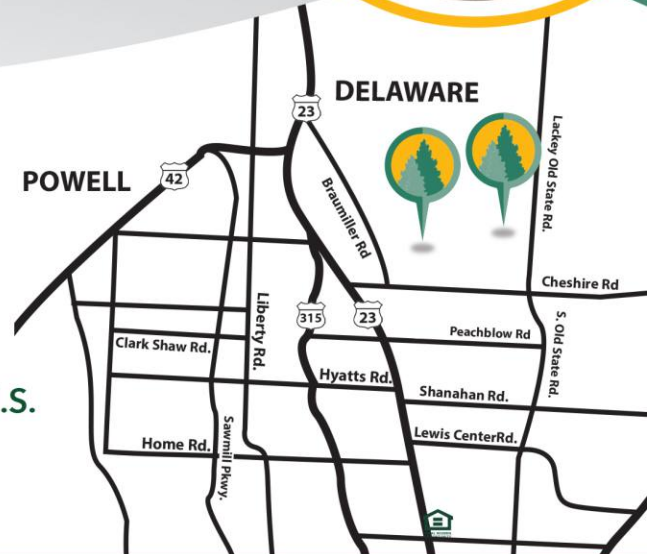 DELAWARE
23
POWELL
42
Lackey Old State Rd.
Braumiller Rd
Cheshire Rd
Liberty Rd.
315
23
S. Old State Rd.
Peachblow Rd
Clark Shaw Rd.
Hyatts Rd.
Shanahan Rd.
.S.
Sawmill Pkwy.
Lewis CenterRd.
Home Rd.